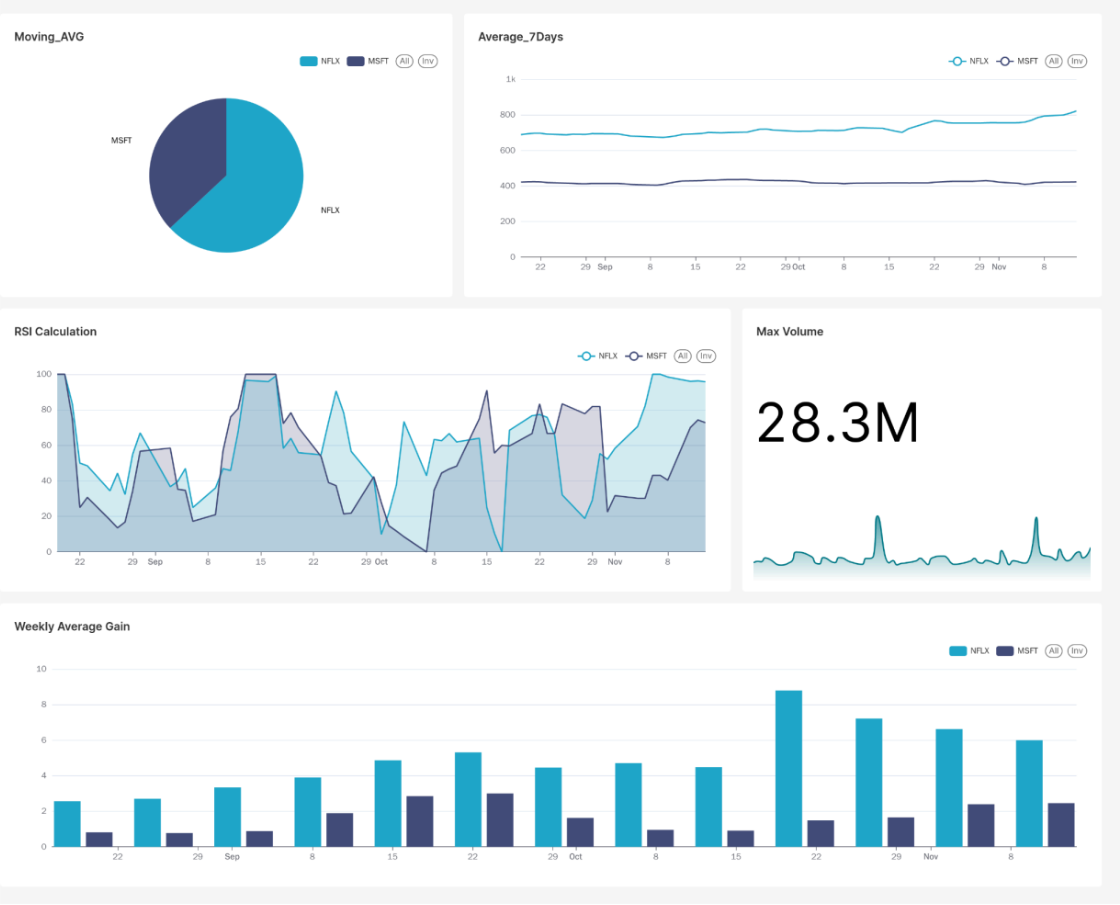 Moving_AVG
NFLX MSFT All Inv
MSFT
NFLX
Average_7Days
NFLX MSFT All Inv
1k
800
600
400
200
0
22 29 Sep 8 15 22 29 Oct 8 15 22 29 Nov 8
RSI Calculation
NFLX MSFT All Inv
100
80
60
40
20
0
22 29 Sep 8 15 22 29 Oct 8 15 22 29 Nov 8
Max Volume
28.3M
Weekly Average Gain
NFLX MSFT All Inv
10
8
6
4
2
0
22 29 Sep 8 15 22 29 Oct 8 15 22 29 Nov 8